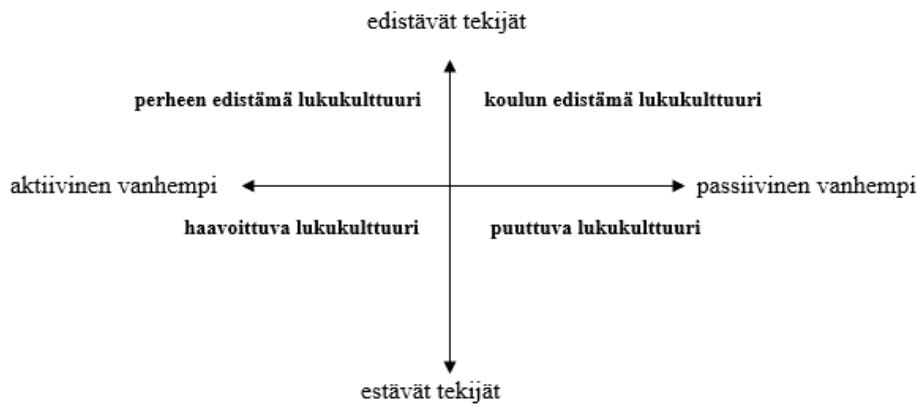 edistävät tekijät
perheen edistämä lukukulttuuri
koulun edistämä lukukulttuuri
aktiivinen vanhempi
passiivinen vanhempi
haavoittuva lukukulttuuri
puuttuva lukukulttuuri
estävät tekijät